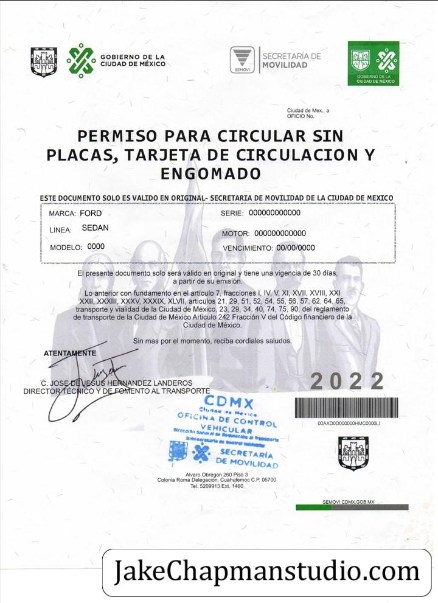 GOBIERNO DE LA
CIUDAD DE MÉXICO
SEMOVI
SECRETARÍA DE
MOVILIDAD
GOBIERNO DE LA
CIUDAD DE MÉXICO
Ciudad de Mex., a
OFICIO No.
PERMISO PARA CIRCULAR SIN
PLACAS, TARJETA DE CIRCULACION Y
ENGOMADO
ESTE DOCUMENTO SOLO ES VALIDO EN ORIGINAL- SECRETARIA DE MOVILIDAD DE LA CIUDAD DE MEXICO
MARCA: FORD
SERIE: 000000000000
LINEA: SEDAN
MOTOR: 000000000000
MODELO: 0000
VENCIMIENTO: 00/00/0000
El presente documento solo sera válido en original y tiene una vigencia de 30 días,
a partir de su emisión.
Lo anterior con fundamento en el artículo 7, fracciones I, IV, V, XI, XVII, XVIII, XXI
XXII, XXXIII, XXXV, XXXIX, XLVII, artículos 21, 29, 51, 52, 54, 55, 56, 57, 62, 64, 65,
transporte y vialidad de la Ciudad de México, 23, 29, 34, 40, 74, 75, 90, del reglamento
de transporte de la Ciudad de México Artículo 242 Fracción V del Código financiero de la
Ciudad de México.
Sin mas por el momento, reciba cordiales saludos.
ATENTAMENTE
C. JOSE DE JESUS HERNANDEZ LANDEROS
DIRECTOR TÉCNICO Y DE FOMENTO AL TRANSPORTE
2022
CDMX
Ciudad de México
OFICINA DE CONTROL
VEHICULAR
SECRETARÍA
DE MOVILIDAD
Alvaro Obregon 260 Piso 3
Colonia Roma Delegación, Cuahutemoc C.P. 06700
Tel. 5209913 Ext. 1460.
SEMOVI.CDMX.GOB.MX
JakeChapmanstudio.com